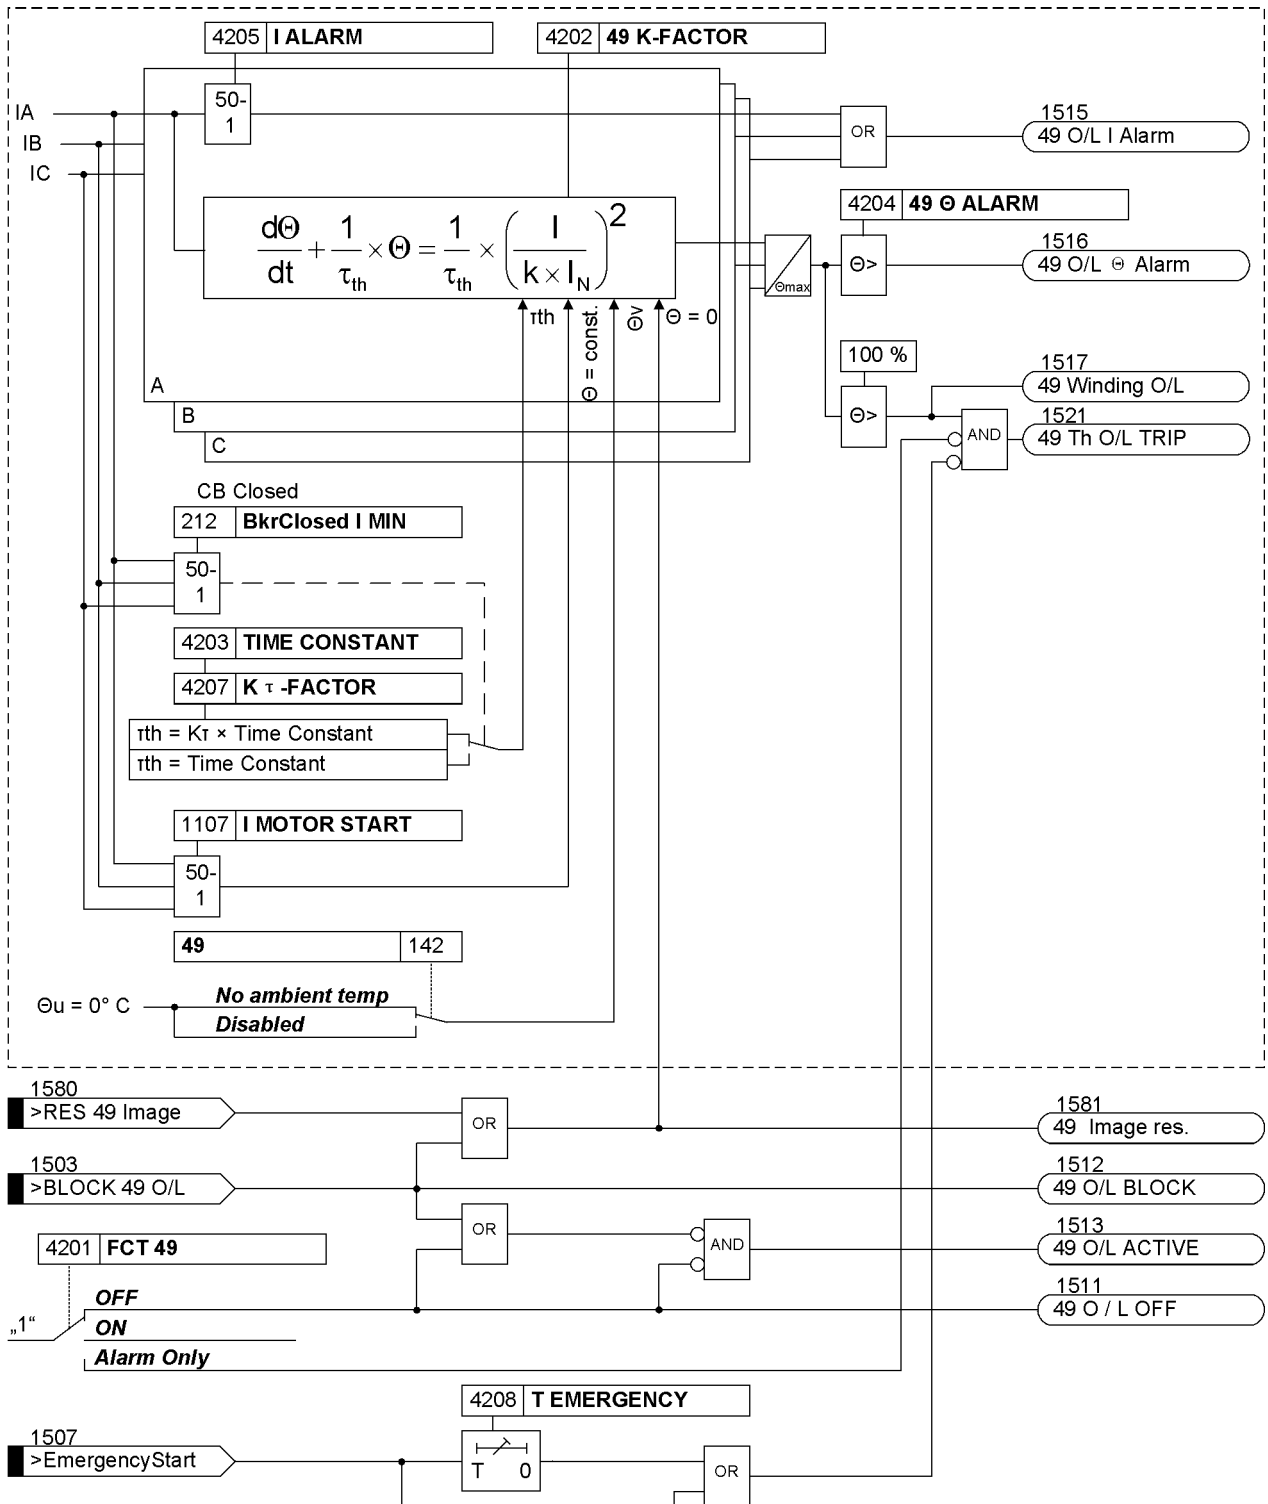 4205 I ALARM
4202 49 K-FACTOR
IA
IB
IC
50-
1
OR
1515
49 O/L I Alarm
dΘ/dt + 1/τth × Θ = 1/τth × (I/(k × IN))2
4204 49 Θ ALARM
Θmax
Θ>
1516
49 O/L Θ Alarm
τth
Θ = const.
Θv
Θ = 0
A
B
C
100 %
Θ>
1517
49 Winding O/L
AND
1521
49 Th O/L TRIP
CB Closed
212 BkrClosed I MIN
50-
1
4203 TIME CONSTANT
4207 K τ -FACTOR
τth = Kτ × Time Constant
τth = Time Constant
1107 I MOTOR START
50-
1
49 142
Θu = 0° C
No ambient temp
Disabled
1580
>RES 49 Image
OR
1581
49 Image res.
1503
>BLOCK 49 O/L
1512
49 O/L BLOCK
OR
AND
1513
49 O/L ACTIVE
4201 FCT 49
„1“
OFF
ON
Alarm Only
1511
49 O / L OFF
4208 T EMERGENCY
1507
>EmergencyStart
T 0
OR